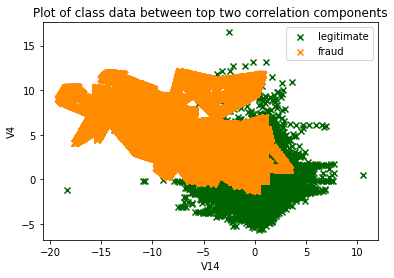 Plot of class data between top two correlation components
legitimate
fraud
15
10
5
0
−5
V4
−20
−15
−10
−5
0
5
10
V14